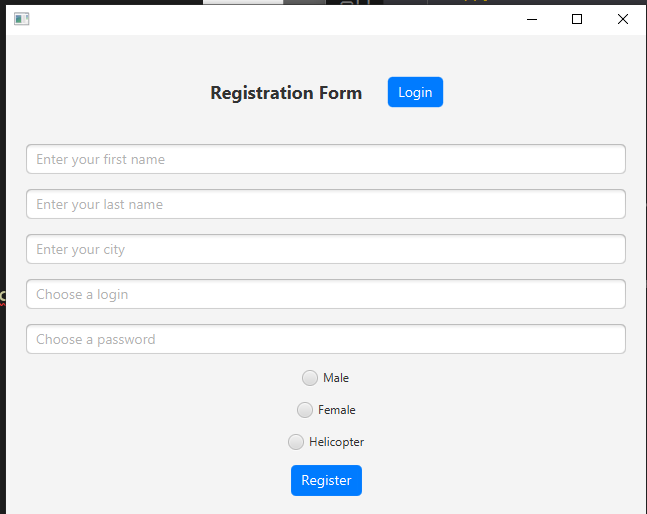 Registration Form Login
Enter your first name
Enter your last name
Enter your city
Choose a login
Choose a password
Male
Female
Helicopter
Register